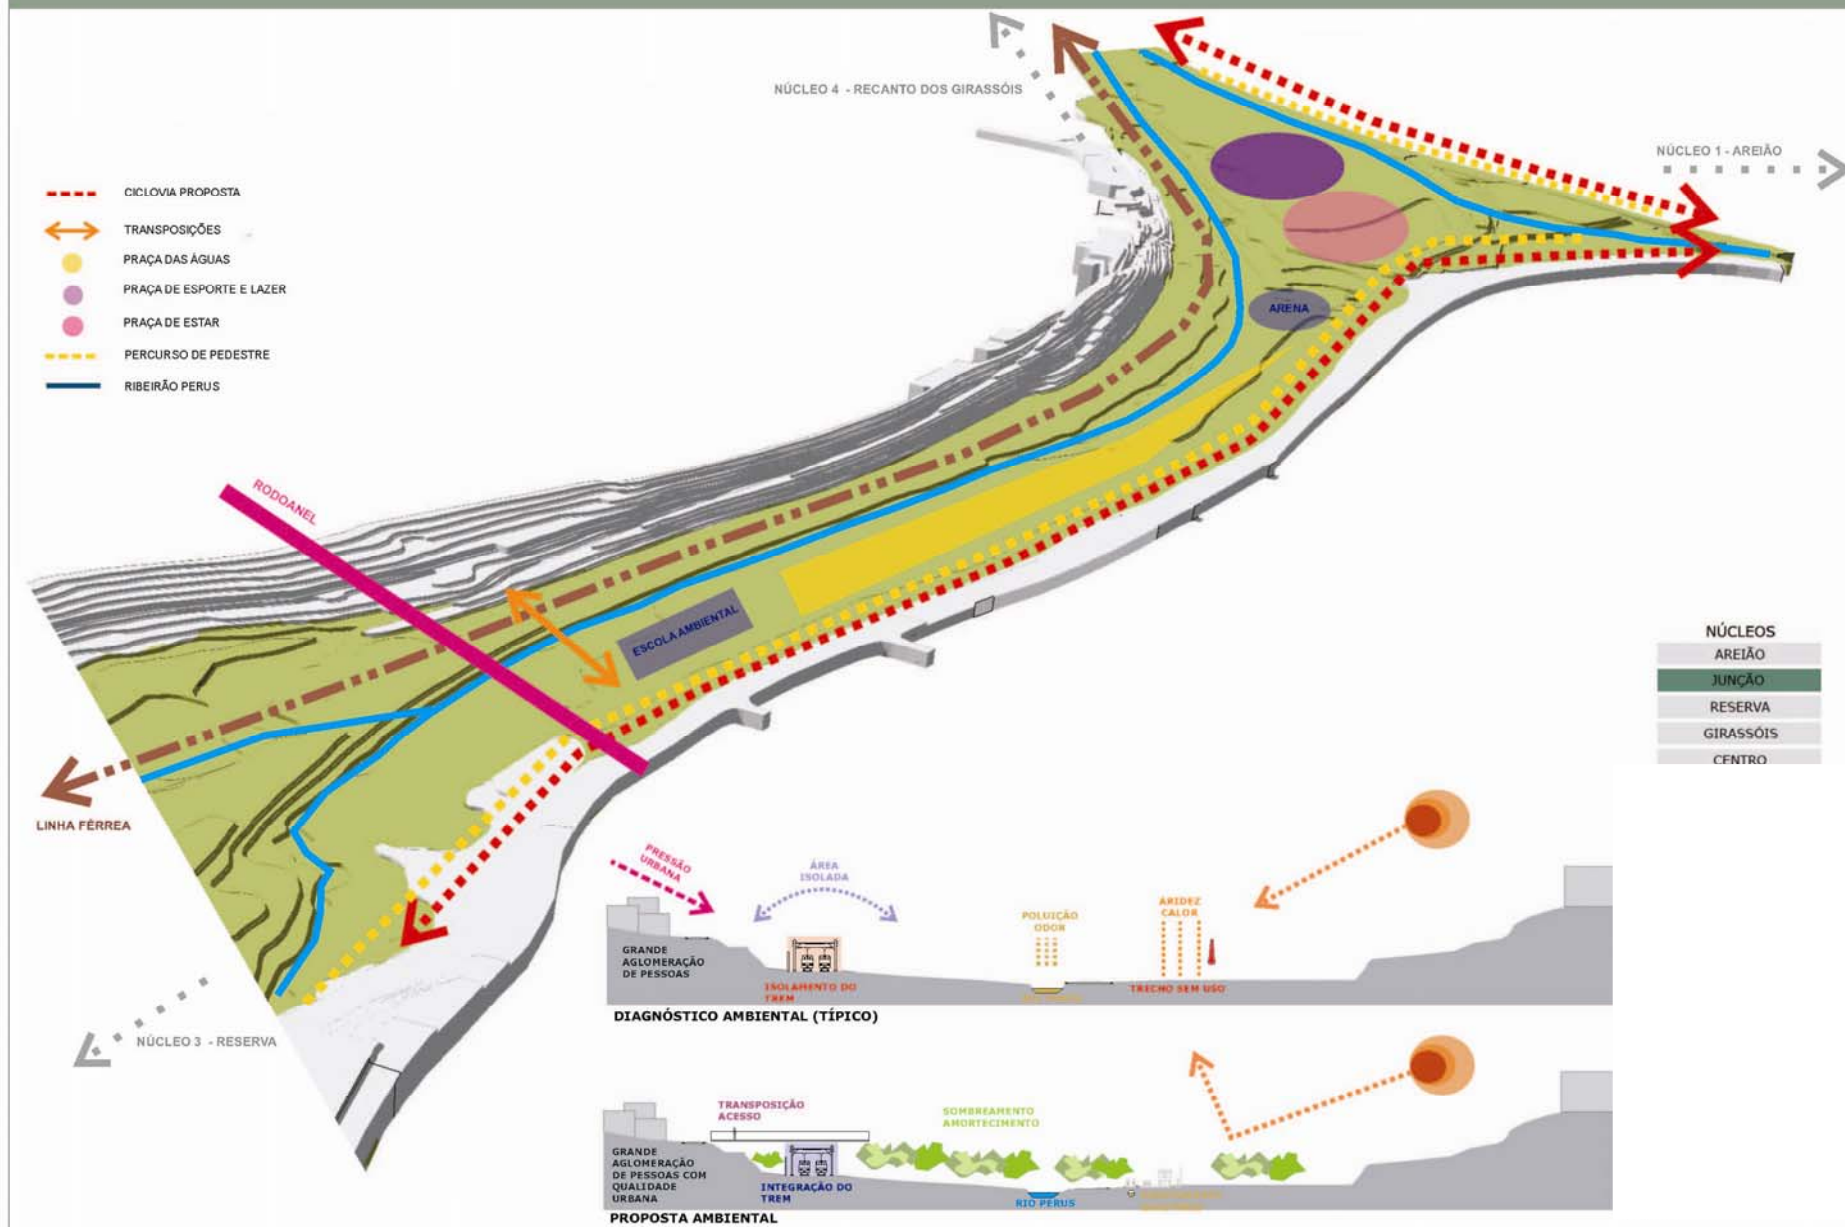 NÚCLEO 4 - RECANTO DOS GIRASSÓIS
NÚCLEO 1 - AREIÃO
CICLOVIA PROPOSTA
TRANSPOSIÇÕES
PRAÇA DAS ÁGUAS
PRAÇA DE ESPORTE E LAZER
PRAÇA DE ESTAR
PERCURSO DE PEDESTRE
RIBEIRÃO PERUS
ARENA
RODOANEL
ESCOLA AMBIENTAL
LINHA FÉRREA
NÚCLEO 3 - RESERVA
NÚCLEOS
AREIÃO
JUNÇÃO
RESERVA
GIRASSÓIS
CENTRO
PRESSÃO
URBANA
ÁREA
ISOLADA
POLUIÇÃO
ODOR
ARIDEZ
CALOR
GRANDE
AGLOMERAÇÃO
DE PESSOAS
ISOLAMENTO DO
TREM
TRECHO SEM USO
DIAGNÓSTICO AMBIENTAL (TÍPICO)
TRANSPOSIÇÃO
ACESSO
SOMBREAMENTO
AMORTECIMENTO
GRANDE
AGLOMERAÇÃO
DE PESSOAS COM
QUALIDADE
URBANA
INTEGRAÇÃO DO
TREM
RIO PERUS
PROPOSTA AMBIENTAL